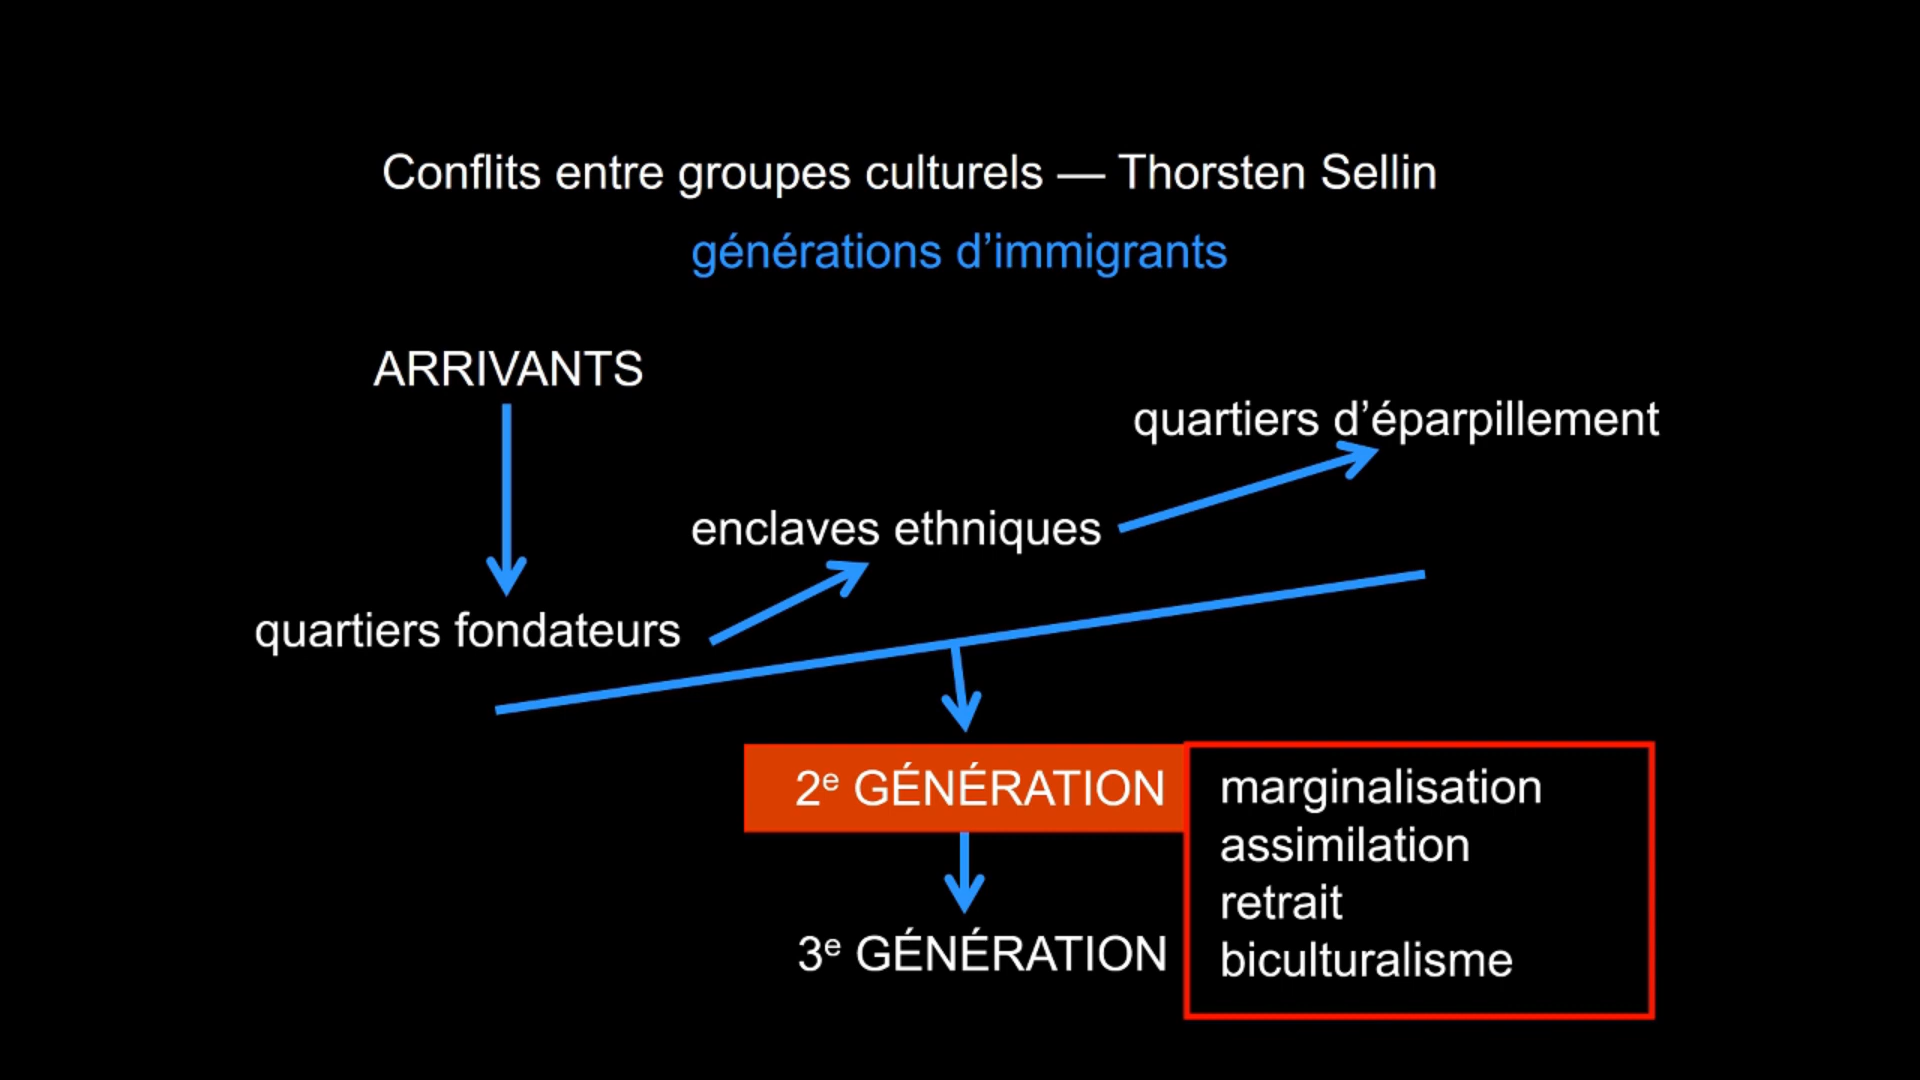 Conflits entre groupes culturels — Thorsten Sellin
générations d’immigrants
ARRIVANTS
quartiers d’éparpillement
enclaves ethniques
quartiers fondateurs
2ᵉ GÉNÉRATION
marginalisation
assimilation
retrait
biculturalisme
3ᵉ GÉNÉRATION